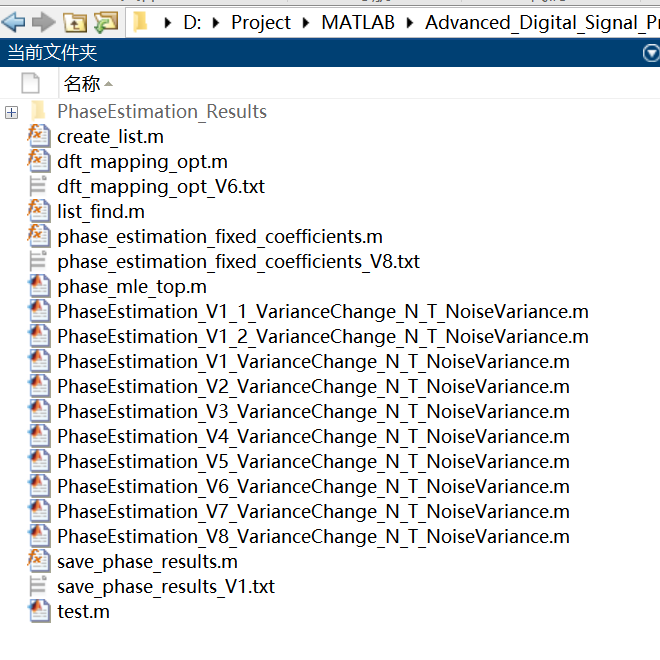 D: Project MATLAB Advanced_Digital_Signal_Pr
当前文件夹
名称
PhaseEstimation_Results
create_list.m
dft_mapping_opt.m
dft_mapping_opt_V6.txt
list_find.m
phase_estimation_fixed_coefficients.m
phase_estimation_fixed_coefficients_V8.txt
phase_mle_top.m
PhaseEstimation_V1_1_VarianceChange_N_T_NoiseVariance.m
PhaseEstimation_V1_2_VarianceChange_N_T_NoiseVariance.m
PhaseEstimation_V1_VarianceChange_N_T_NoiseVariance.m
PhaseEstimation_V2_VarianceChange_N_T_NoiseVariance.m
PhaseEstimation_V3_VarianceChange_N_T_NoiseVariance.m
PhaseEstimation_V4_VarianceChange_N_T_NoiseVariance.m
PhaseEstimation_V5_VarianceChange_N_T_NoiseVariance.m
PhaseEstimation_V6_VarianceChange_N_T_NoiseVariance.m
PhaseEstimation_V7_VarianceChange_N_T_NoiseVariance.m
PhaseEstimation_V8_VarianceChange_N_T_NoiseVariance.m
save_phase_results.m
save_phase_results_V1.txt
test.m